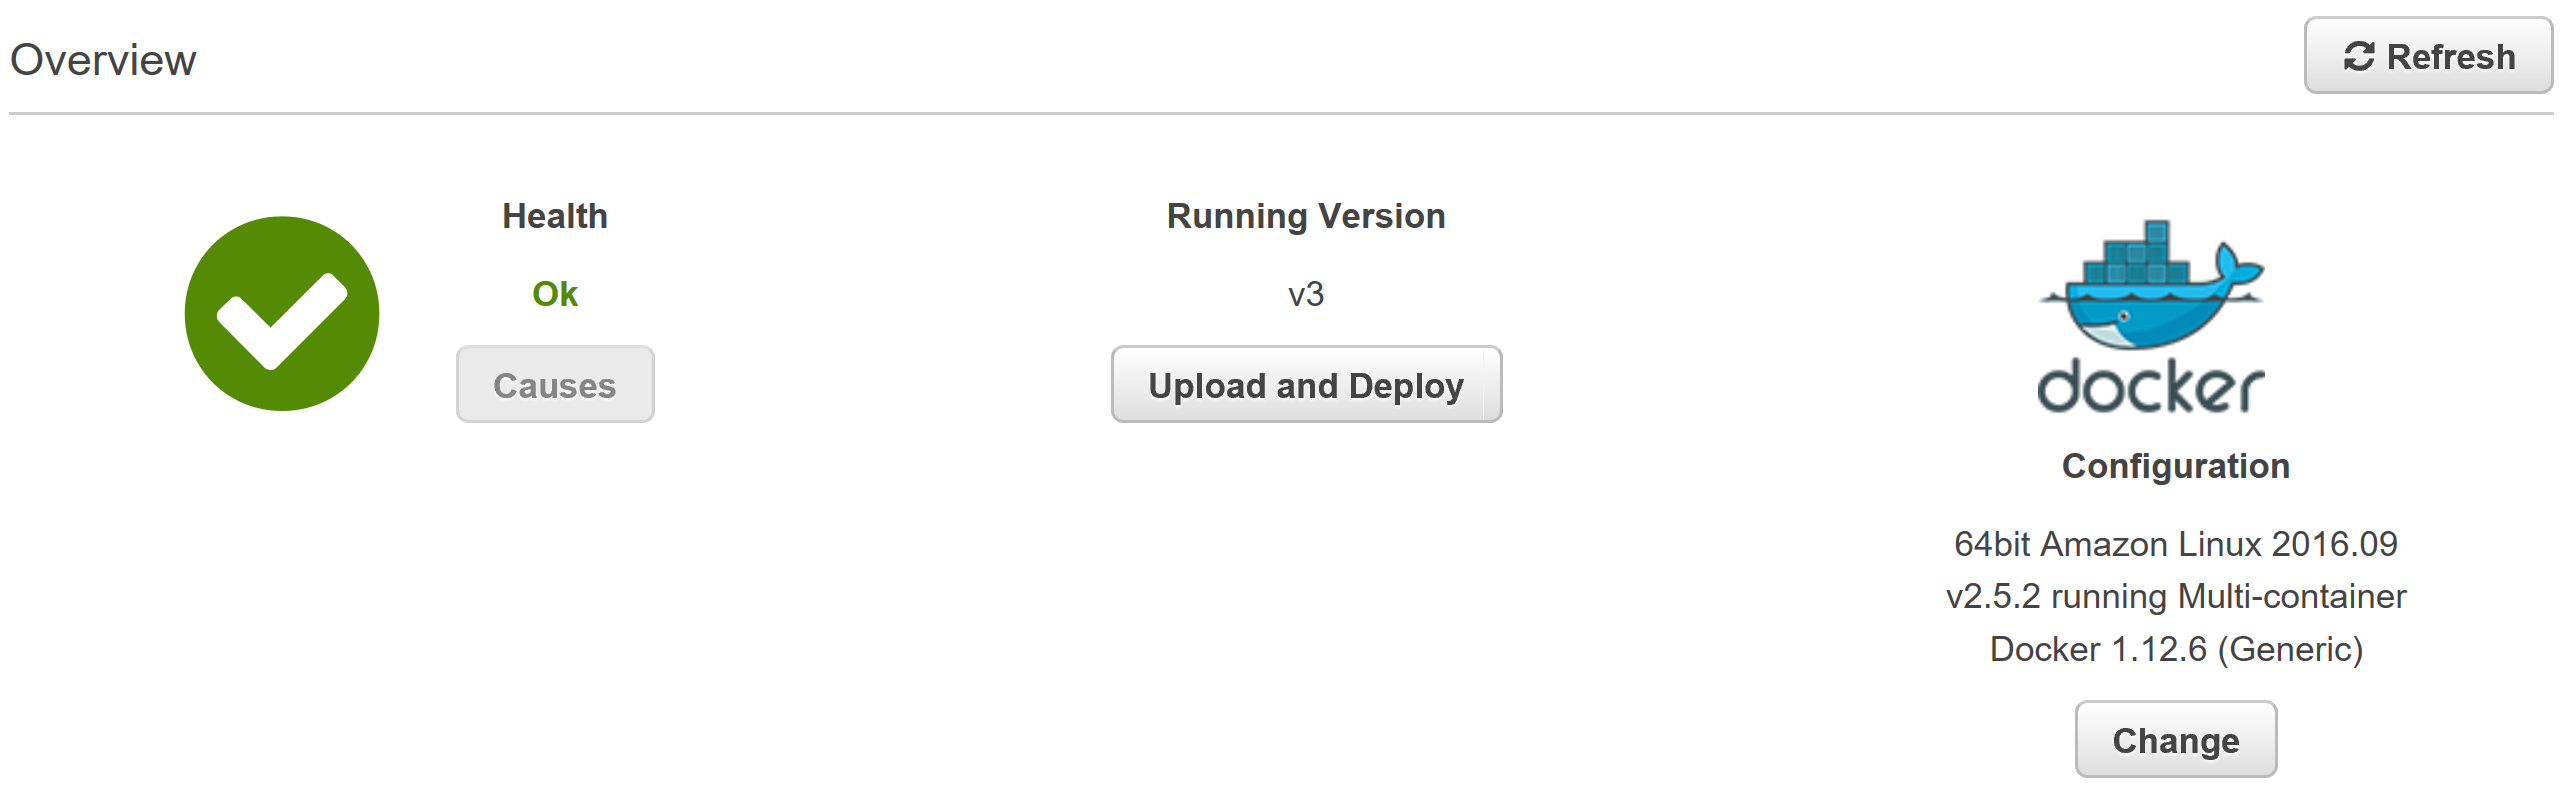 Overview
Refresh
Health
Ok
Causes
Running Version
v3
Upload and Deploy
docker
Configuration
64bit Amazon Linux 2016.09
v2.5.2 running Multi-container
Docker 1.12.6 (Generic)
Change